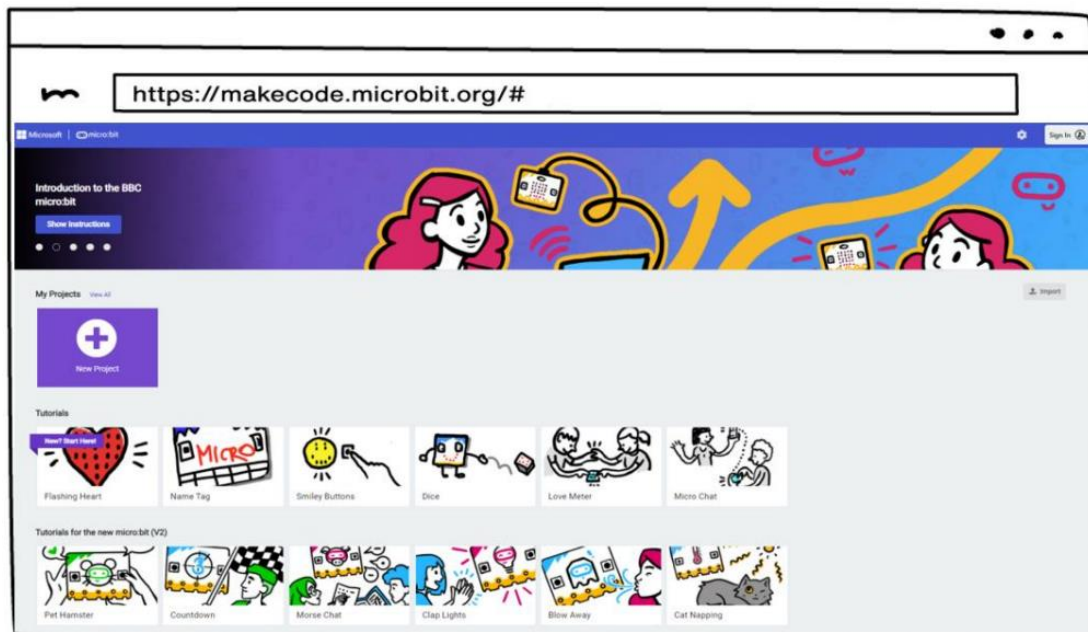 https://makecode.microbit.org/#
Microsoft | micro:bit
Sign In
Introduction to the BBC
micro:bit
Show Instructions
My Projects View All
Import
New Project
Tutorials
New? Start Here!
MICRO
Flashing Heart
Name Tag
Smiley Buttons
Dice
Love Meter
Micro Chat
Tutorials for the new micro:bit (V2)
Pet Hamster
Countdown
Morse Chat
Clap Lights
Blow Away
Cat Napping